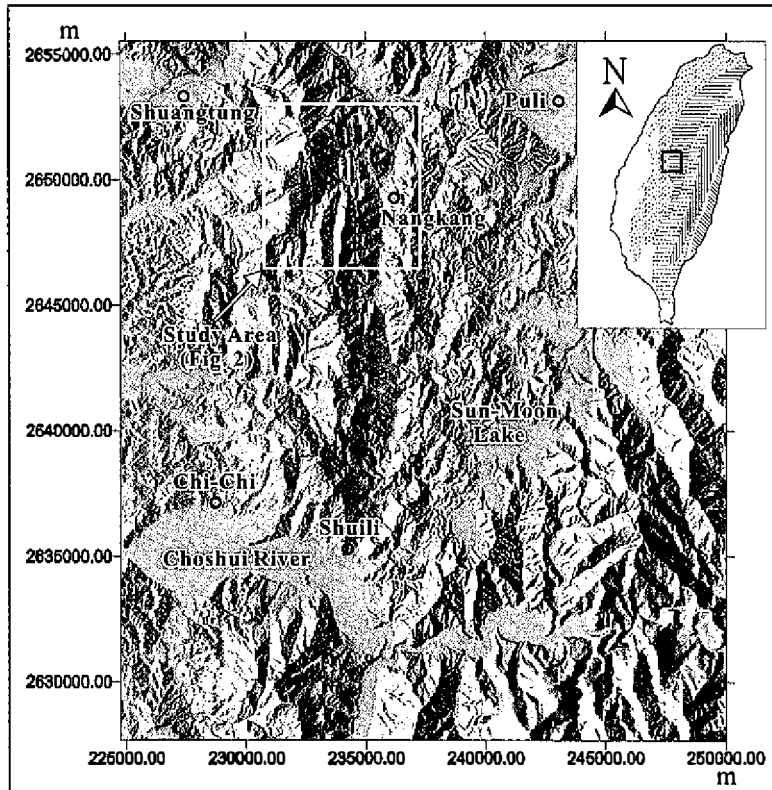 m
2655000.00
2650000.00
2645000.00
2640000.00
2635000.00
2630000.00
Shuangtung
Puli
N
Nangkang
Study Area
(Fig. 2)
Sun-Moon
Lake
Chi-Chi
Shuili
Choshui River
225000.00 230000.00 235000.00 240000.00 245000.00 250000.00
m